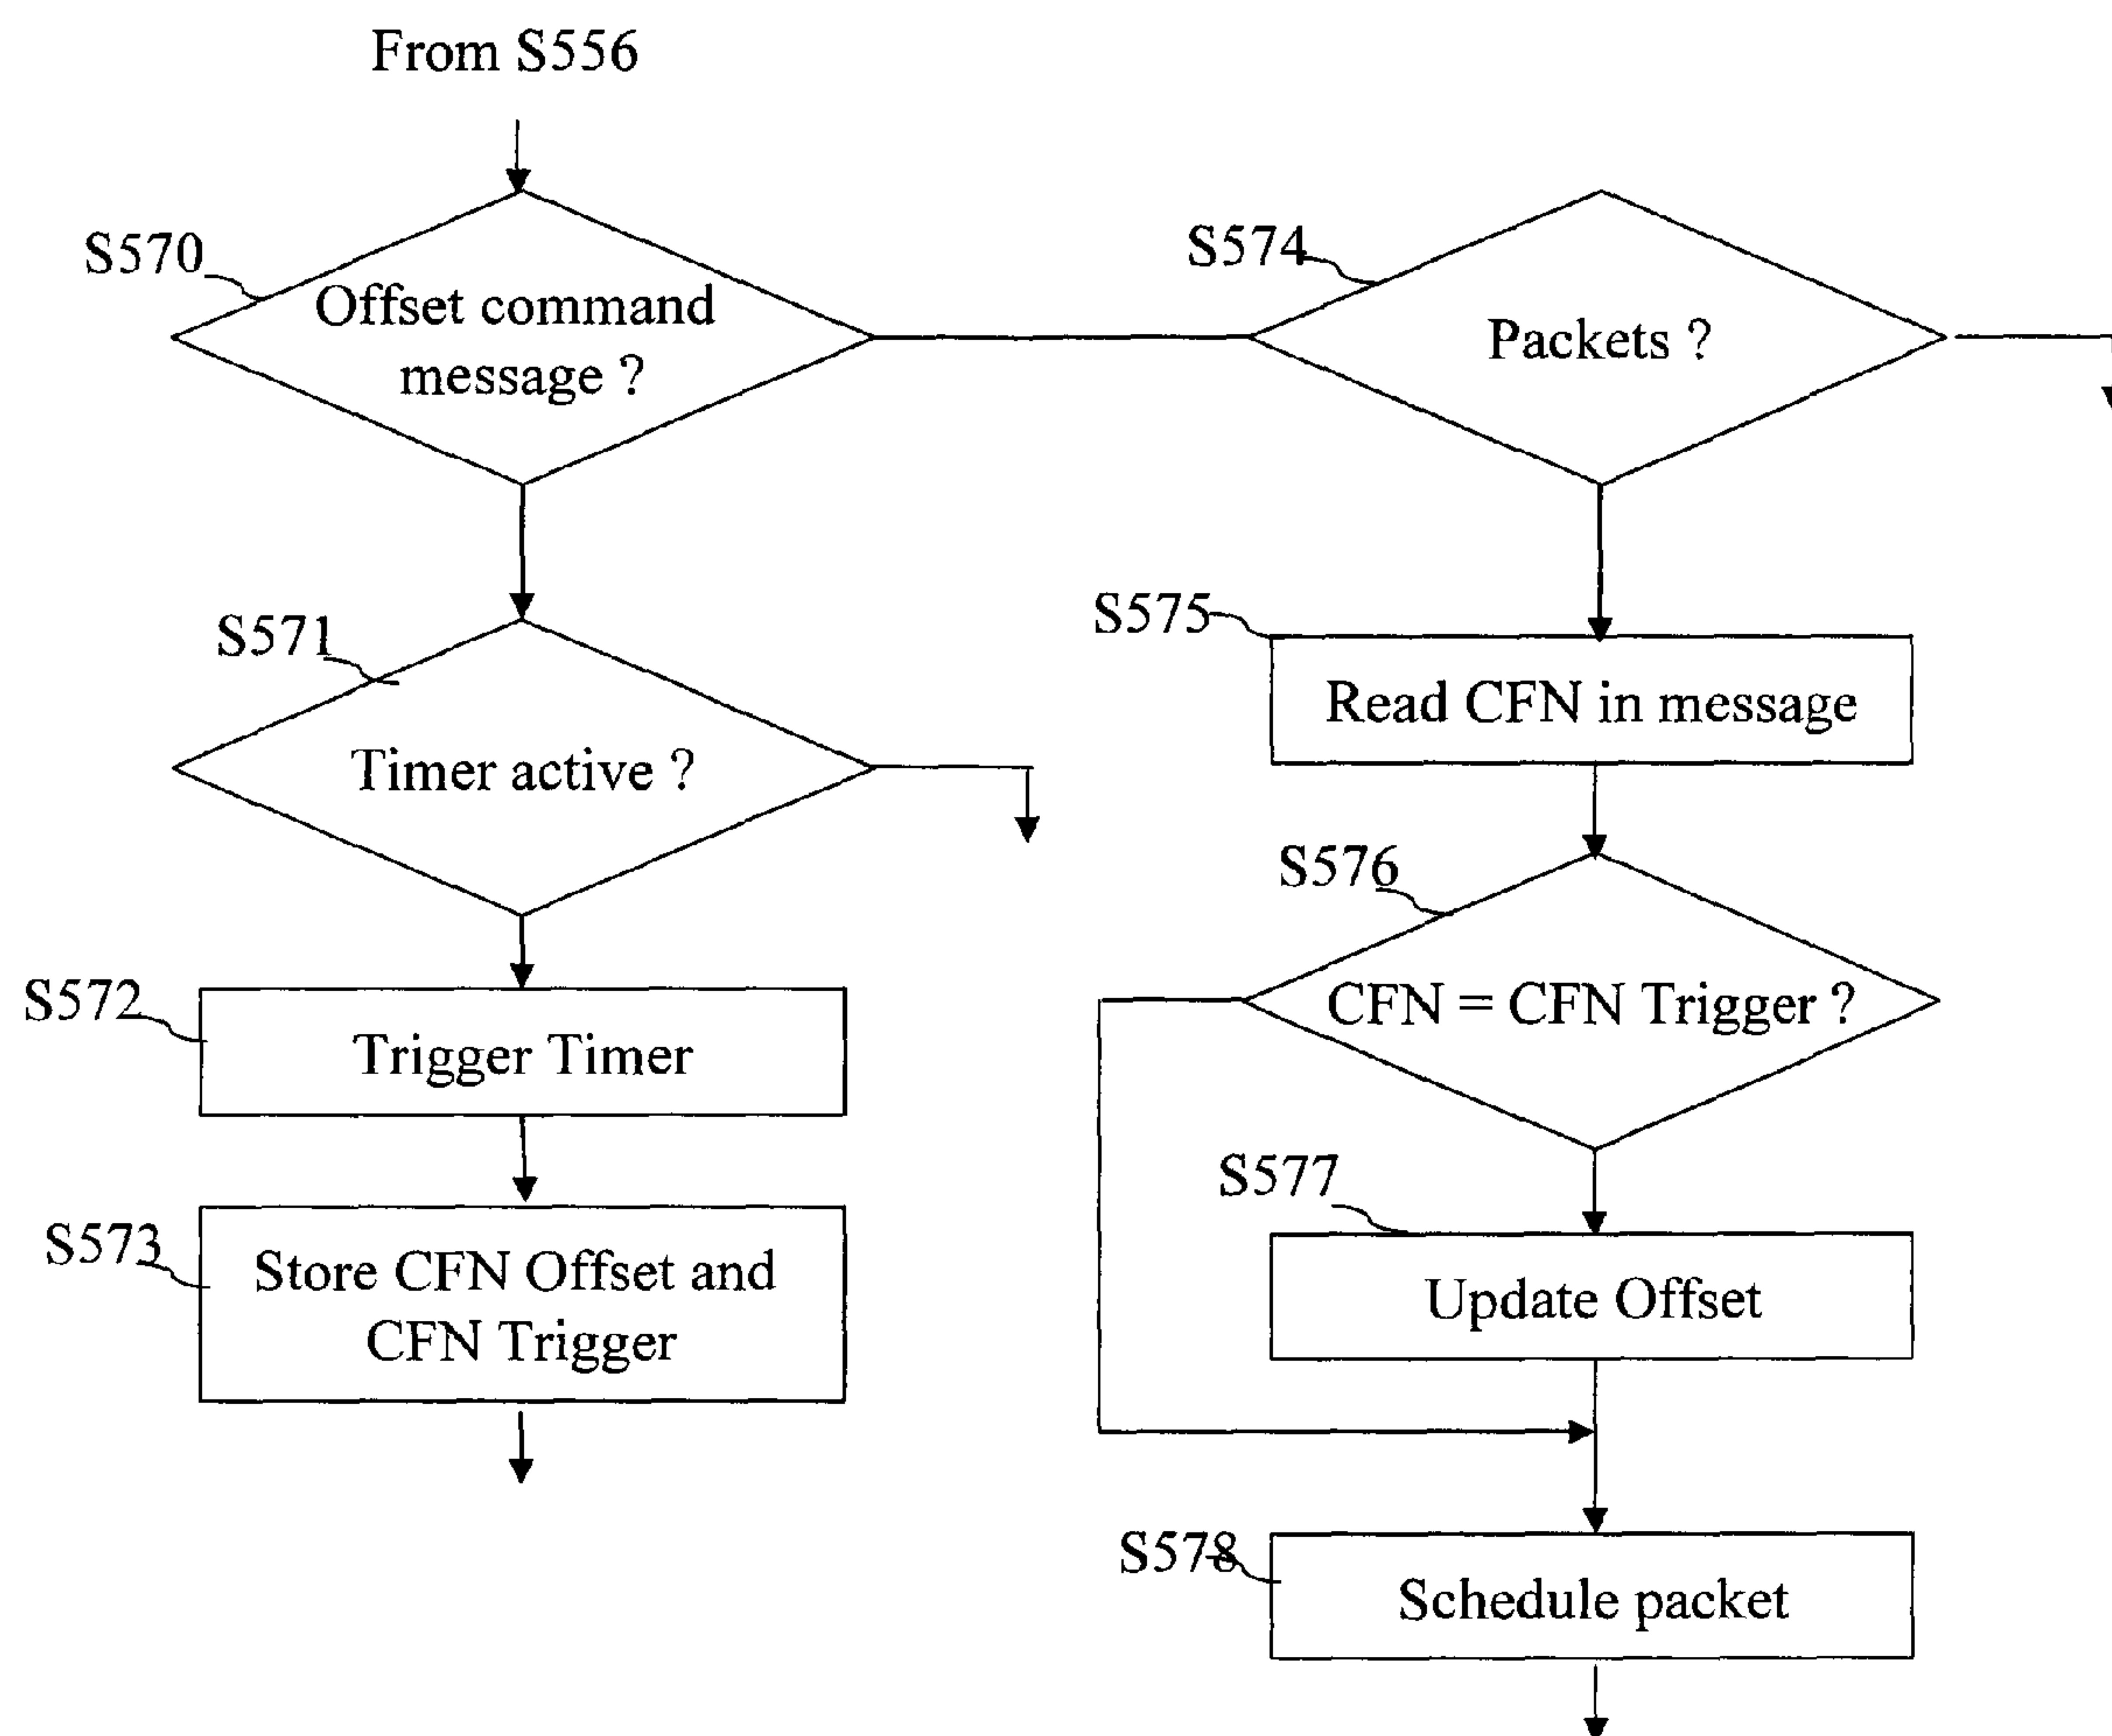 From S556
S570
Offset command
message ?
S574
Packets ?
S571
Timer active ?
S575
Read CFN in message
S576
CFN = CFN Trigger ?
S572
Trigger Timer
S577
Update Offset
S573
Store CFN Offset and
CFN Trigger
S578
Schedule packet